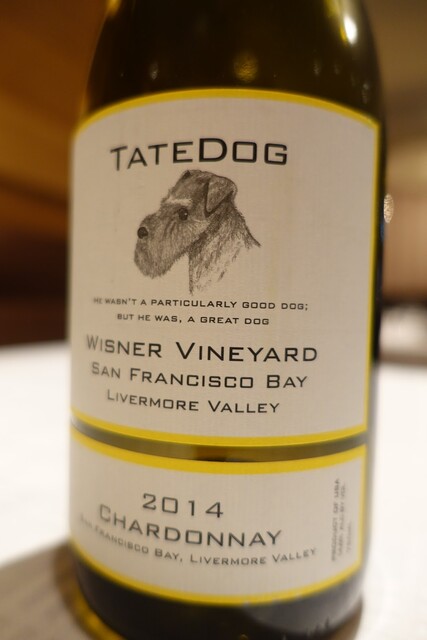 TATEDOG
HE WASN'T A PARTICULARLY GOOD DOG;
BUT HE WAS, A GREAT DOG
WISNER VINEYARD
SAN FRANCISCO BAY
LIVERMORE VALLEY
2014
CHARDONNAY
SAN FRANCISCO BAY, LIVERMORE VALLEY
PRODUCT OF USA